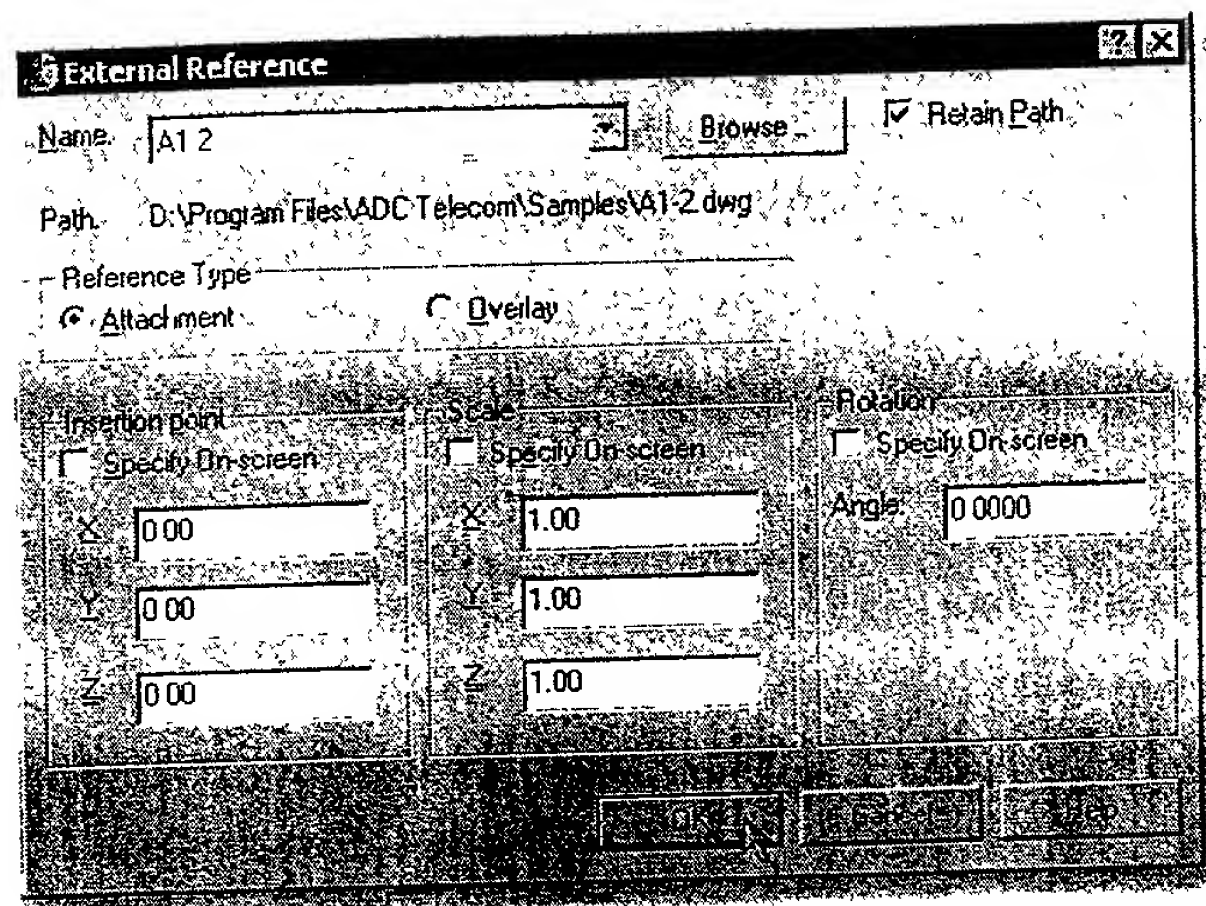 External Reference
Name: A1 2 Browse... Retain Path
Path: D:\Program Files\ADC Telecom\Samples\A1-2.dwg
Reference Type
Attachment Overlay
Insertion point Scale Rotation
Specify On-screen Specify On-screen Specify On-screen
X 0 00 X 1.00 Angle: 0 0000
Y 0 00 Y 1.00
Z 0 00 Z 1.00
OK Cancel Help